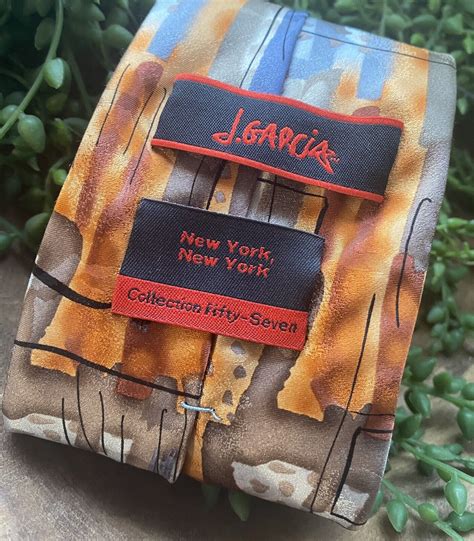 J.GARCIA
New York,
New York
Collection Fifty-Seven